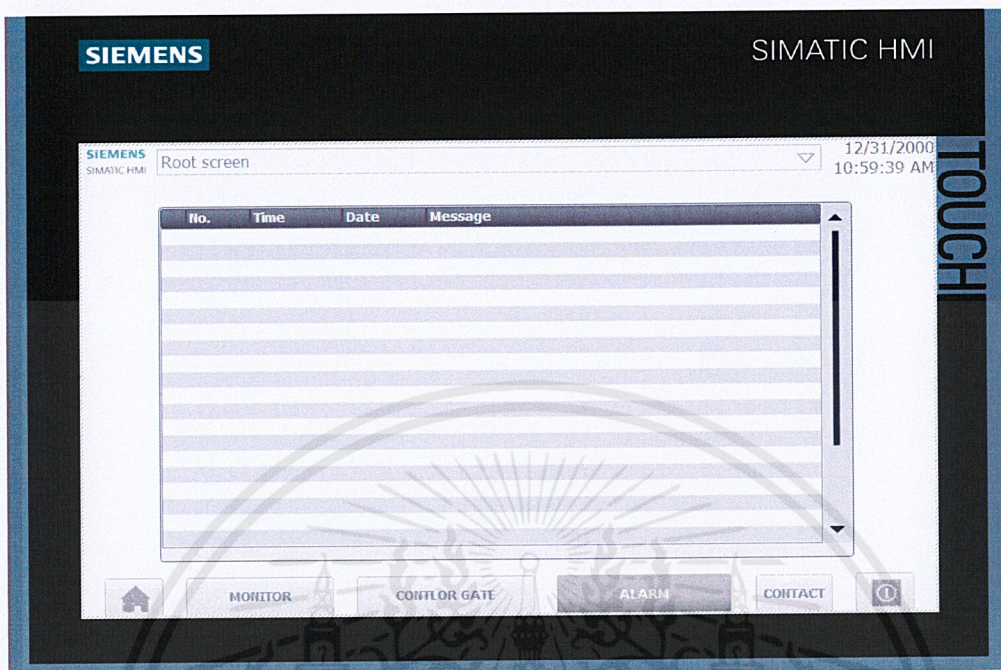 SIEMENS
SIMATIC HMI
SIEMENS
SIMATIC HMI
Root screen
12/31/2000
10:59:39 AM
TOUCH
No. Time Date Message
MONITOR
CONTLOR GATE
ALARM
CONTACT